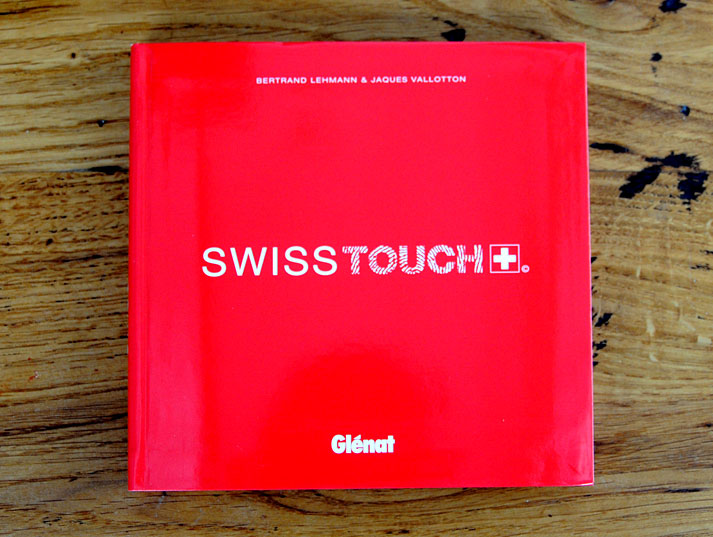 BERTRAND LEHMANN & JAQUES VALLOTTON
SWISSTOUCH ©
Glénat